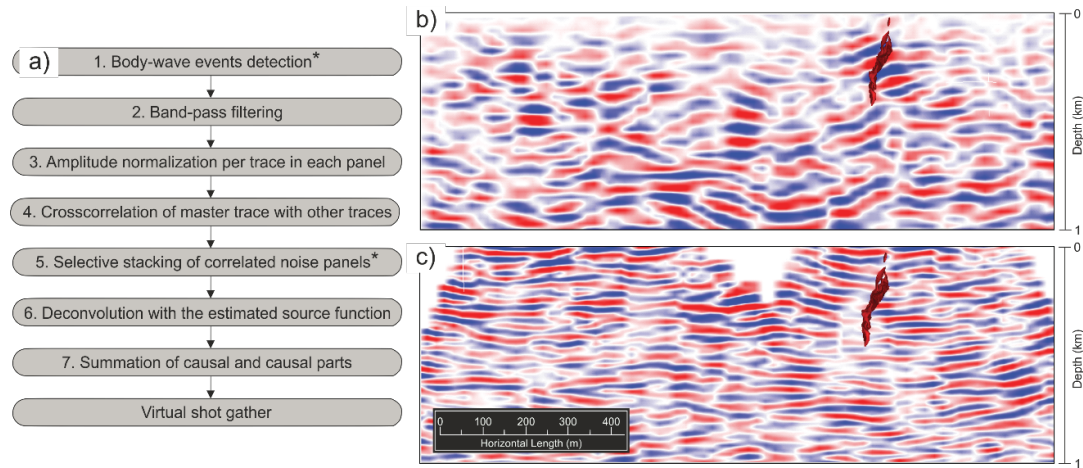 a)
1. Body-wave events detection*
2. Band-pass filtering
3. Amplitude normalization per trace in each panel
4. Crosscorrelation of master trace with other traces
5. Selective stacking of correlated noise panels*
6. Deconvolution with the estimated source function
7. Summation of causal and causal parts
Virtual shot gather
b)
0
Depth (km)
1
c)
0
Depth (km)
1
0 100 200 300 400
Horizontal Length (m)